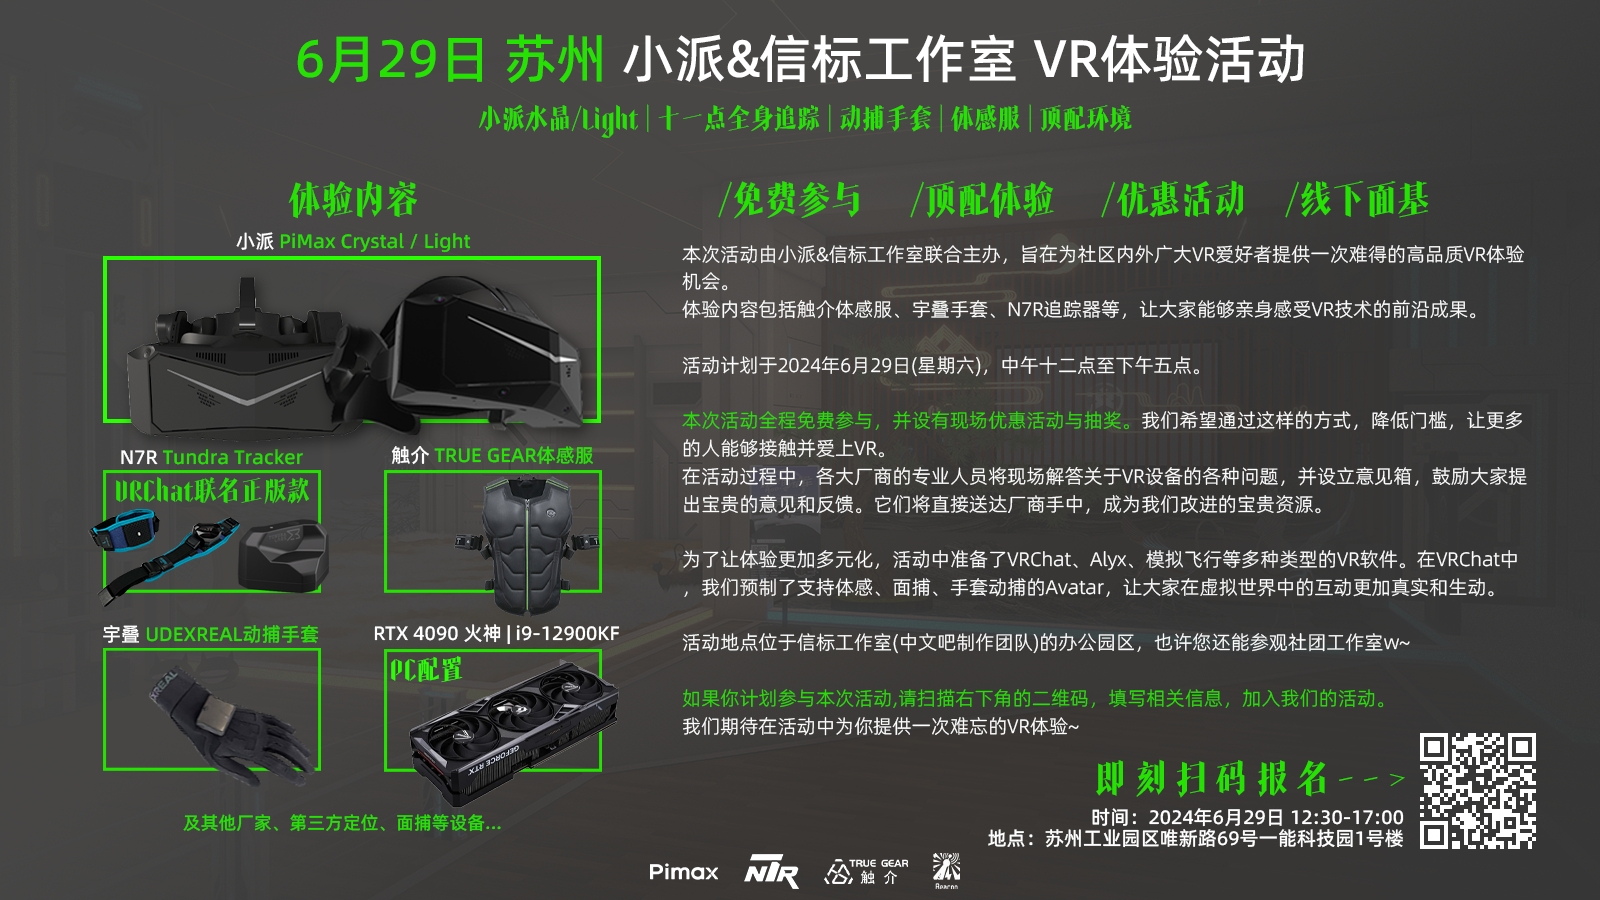 6月29日 苏州 小派&信标工作室 VR体验活动
小派水晶/Light | 十一点全身追踪 | 动捕手套 | 体感服 | 顶配环境
体验内容
小派 PiMax Crystal / Light
N7R Tundra Tracker
VRChat联名正版款
触介 TRUE GEAR体感服
宇叠 UDEXREAL动捕手套
RTX 4090 火神 | i9-12900KF
PC配置
GEFORCE RTX
及其他厂家、第三方定位、面捕等设备...
/免费参与 /顶配体验 /优惠活动 /线下面基
本次活动由小派&信标工作室联合主办，旨在为社区内外广大VR爱好者提供一次难得的高品质VR体验
机会。
体验内容包括触介体感服、宇叠手套、N7R追踪器等，让大家能够亲身感受VR技术的前沿成果。
活动计划于2024年6月29日(星期六)，中午十二点至下午五点。
本次活动全程免费参与，并设有现场优惠活动与抽奖。我们希望通过这样的方式，降低门槛，让更多
的人能够接触并爱上VR。
在活动过程中，各大厂商的专业人员将现场解答关于VR设备的各种问题，并设立意见箱，鼓励大家提
出宝贵的意见和反馈。它们将直接送达厂商手中，成为我们改进的宝贵资源。
为了让体验更加多元化，活动中准备了VRChat、Alyx、模拟飞行等多种类型的VR软件。在VRChat中
，我们预制了支持体感、面捕、手套动捕的Avatar，让大家在虚拟世界中的互动更加真实和生动。
活动地点位于信标工作室(中文吧制作团队)的办公园区，也许您还能参观社团工作室w~
如果你计划参与本次活动,请扫描右下角的二维码，填写相关信息，加入我们的活动。
我们期待在活动中为你提供一次难忘的VR体验~
即刻扫码报名-->
时间：2024年6月29日 12:30-17:00
地点：苏州工业园区唯新路69号一能科技园1号楼
Pimax
N7R
TRUE GEAR
触介
Beacon